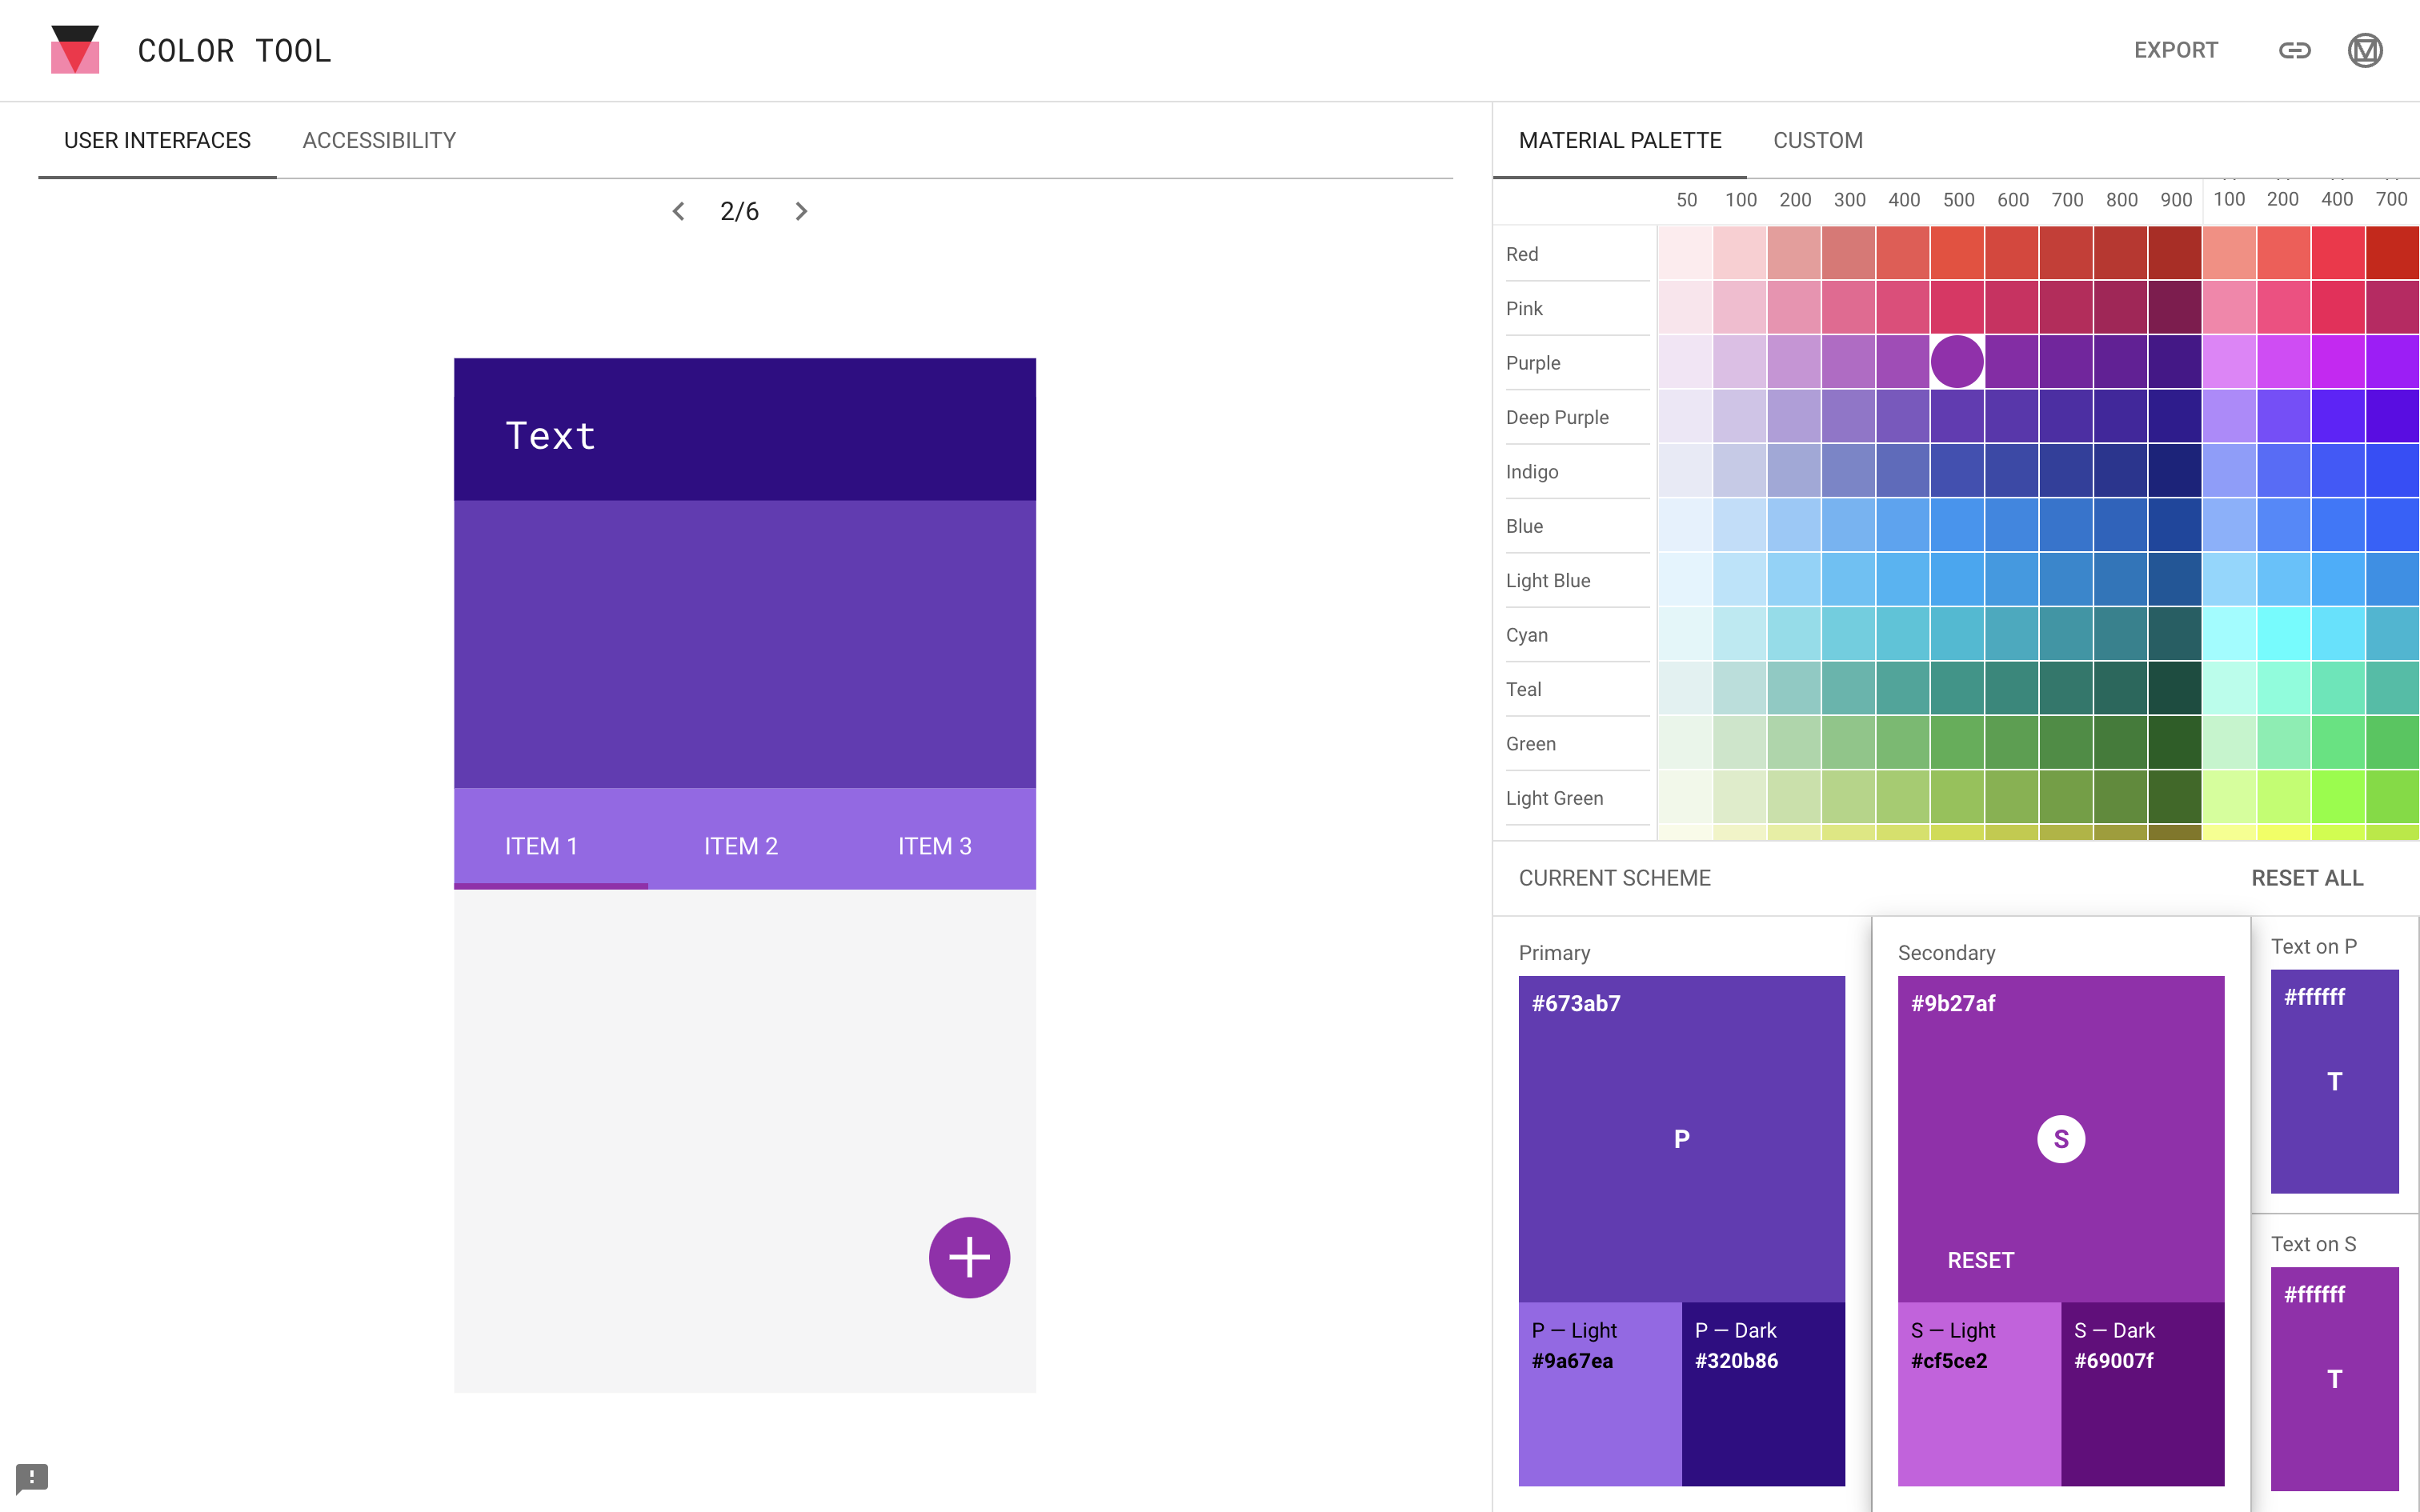 COLOR TOOL
EXPORT
USER INTERFACES ACCESSIBILITY
2/6
Text
ITEM 1 ITEM 2 ITEM 3
MATERIAL PALETTE CUSTOM
50 100 200 300 400 500 600 700 800 900 100 200 400 700
Red
Pink
Purple
Deep Purple
Indigo
Blue
Light Blue
Cyan
Teal
Green
Light Green
CURRENT SCHEME RESET ALL
Primary
#673ab7
P
P — Light
#9a67ea
P — Dark
#320b86
Secondary
#9b27af
S
RESET
S — Light
#cf5ce2
S — Dark
#69007f
Text on P
#ffffff
T
Text on S
#ffffff
T